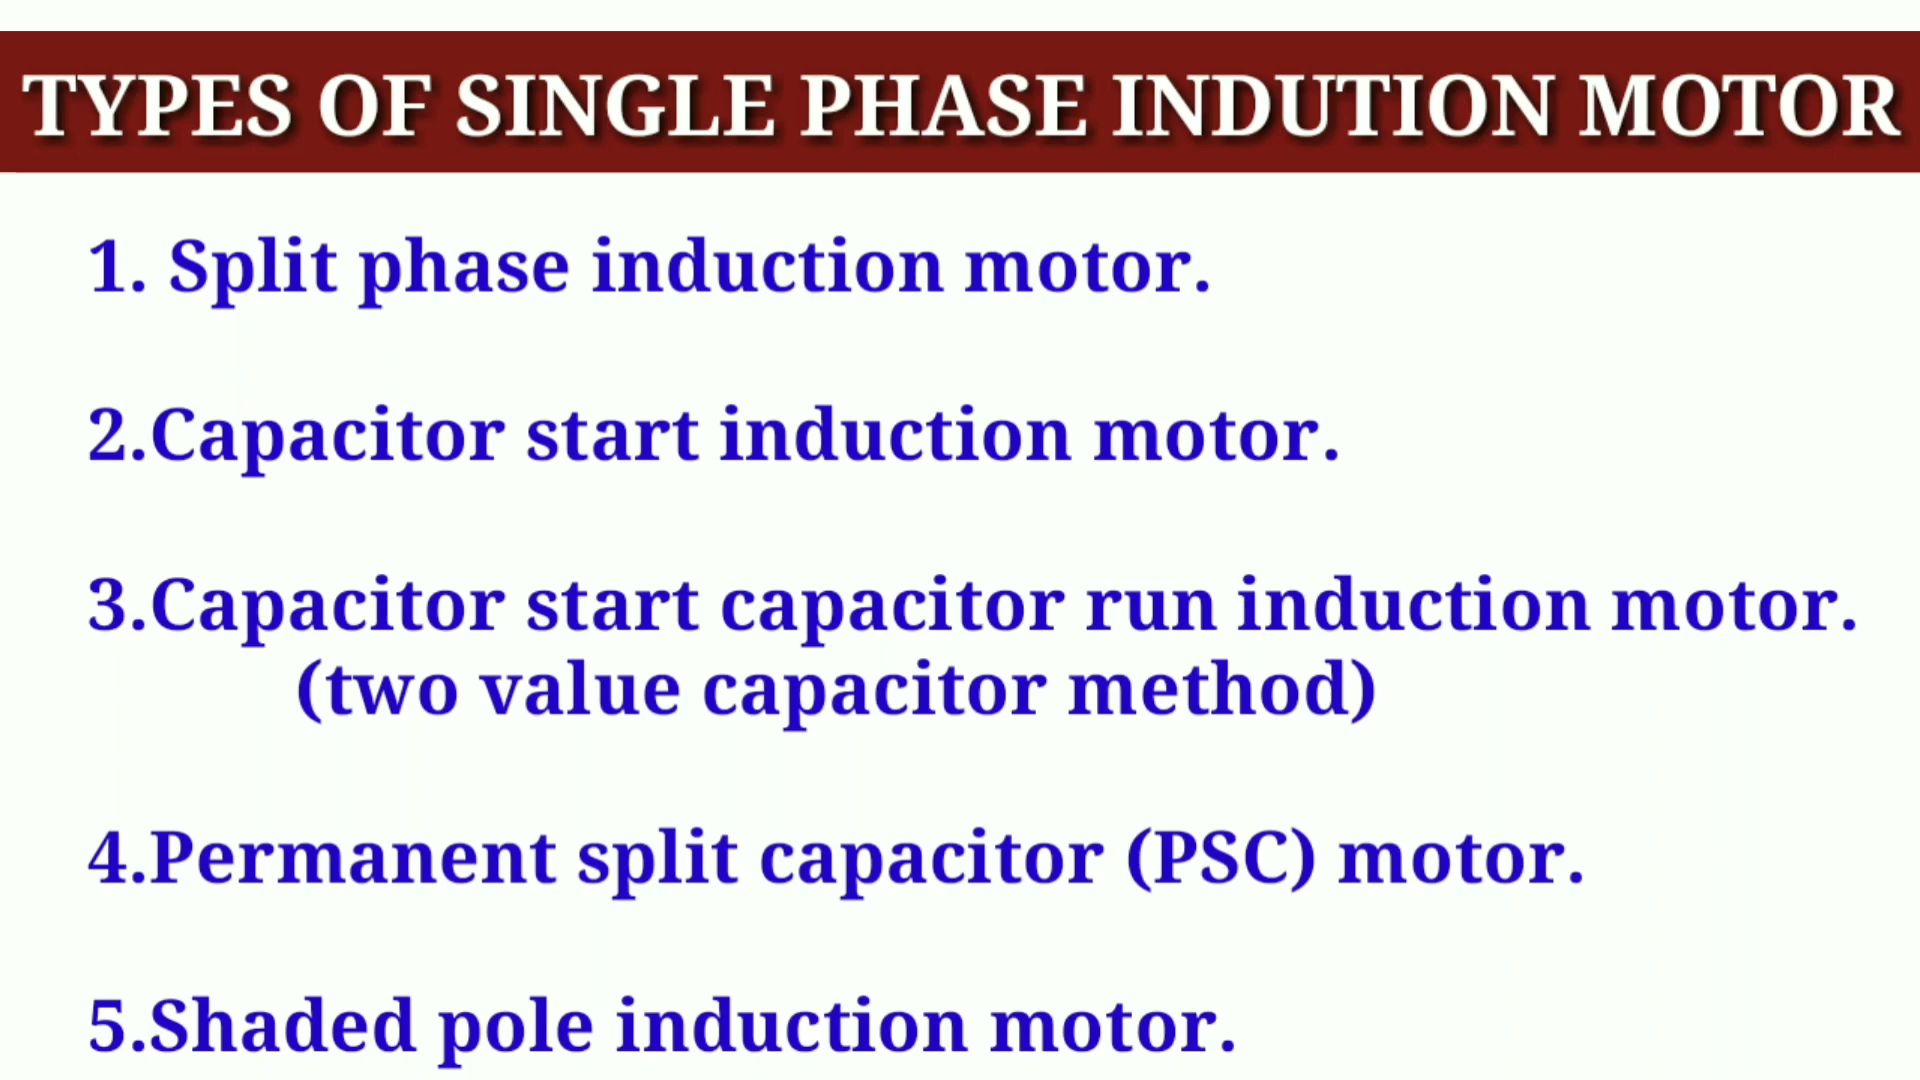 TYPES OF SINGLE PHASE INDUTION MOTOR
1. Split phase induction motor.
2.Capacitor start induction motor.
3.Capacitor start capacitor run induction motor.
(two value capacitor method)
4.Permanent split capacitor (PSC) motor.
5.Shaded pole induction motor.